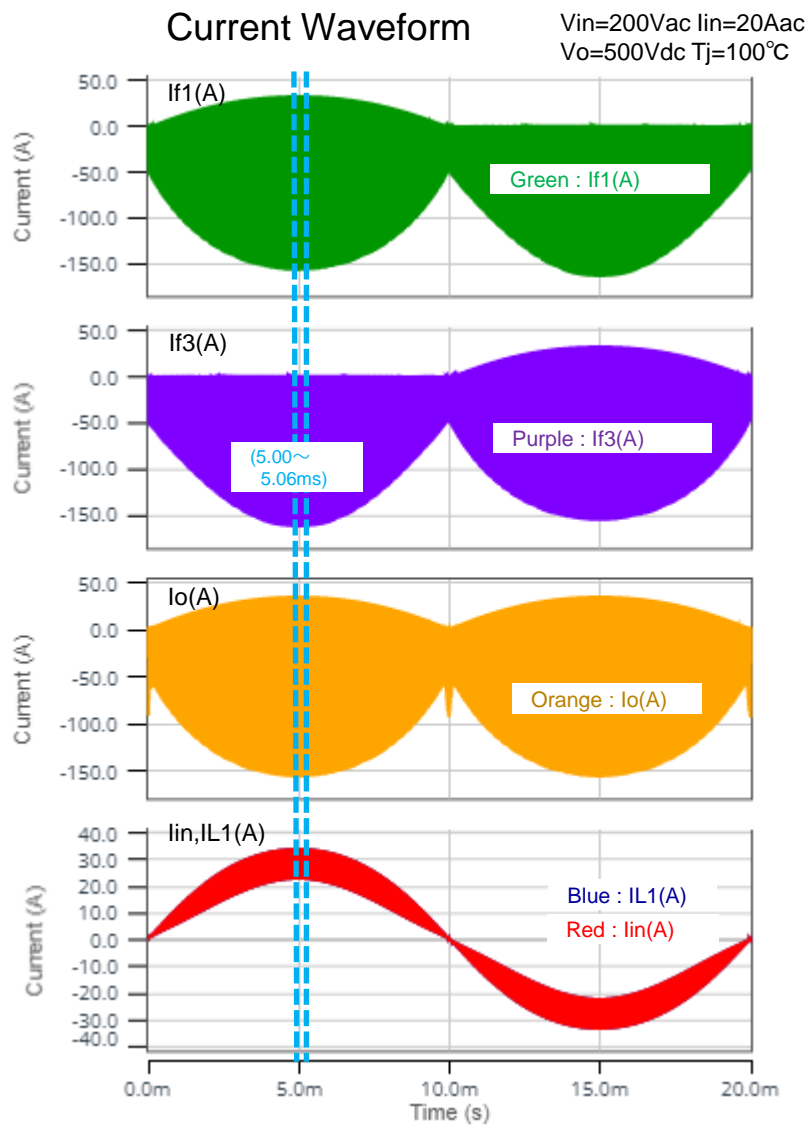 Current Waveform
Vin=200Vac Iin=20Aac
Vo=500Vdc Tj=100℃
If1(A)
50.0
0.0
-50.0
-100.0
-150.0
Current (A)
Green : If1(A)
If3(A)
50.0
0.0
-50.0
-100.0
-150.0
Current (A)
(5.00～
5.06ms)
Purple : If3(A)
Io(A)
50.0
0.0
-50.0
-100.0
-150.0
Current (A)
Orange : Io(A)
Iin,IL1(A)
40.0
30.0
20.0
10.0
0.0
-10.0
-20.0
-30.0
-40.0
Current (A)
Blue : IL1(A)
Red : Iin(A)
0.0m 5.0m 10.0m 15.0m 20.0m
Time (s)